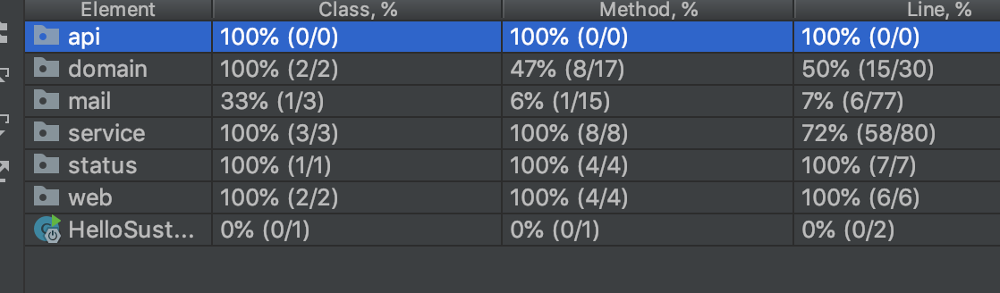 Element Class, % Method, % Line, %
api 100% (0/0) 100% (0/0) 100% (0/0)
domain 100% (2/2) 47% (8/17) 50% (15/30)
mail 33% (1/3) 6% (1/15) 7% (6/77)
service 100% (3/3) 100% (8/8) 72% (58/80)
status 100% (1/1) 100% (4/4) 100% (7/7)
web 100% (2/2) 100% (4/4) 100% (6/6)
HelloSust... 0% (0/1) 0% (0/1) 0% (0/2)